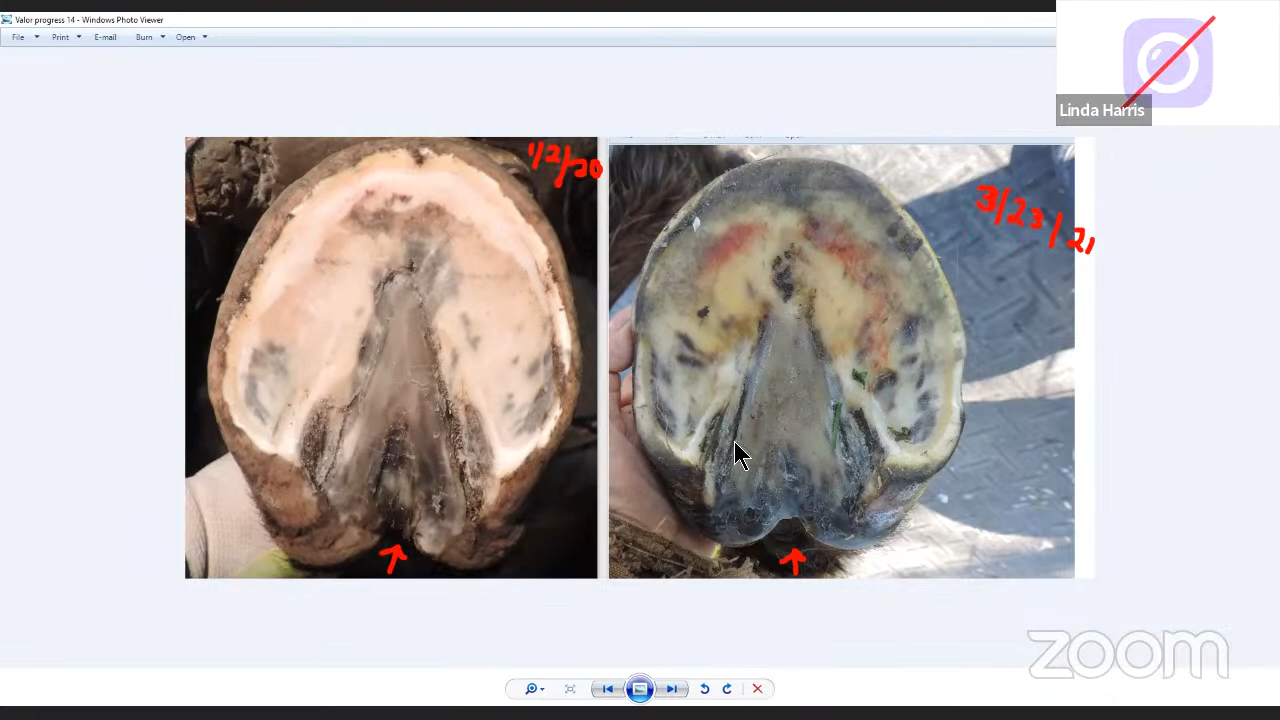 Valor progress 14 - Windows Photo Viewer
File Print E-mail Burn Open
Linda Harris
1/2/20
3/23/21
zoom